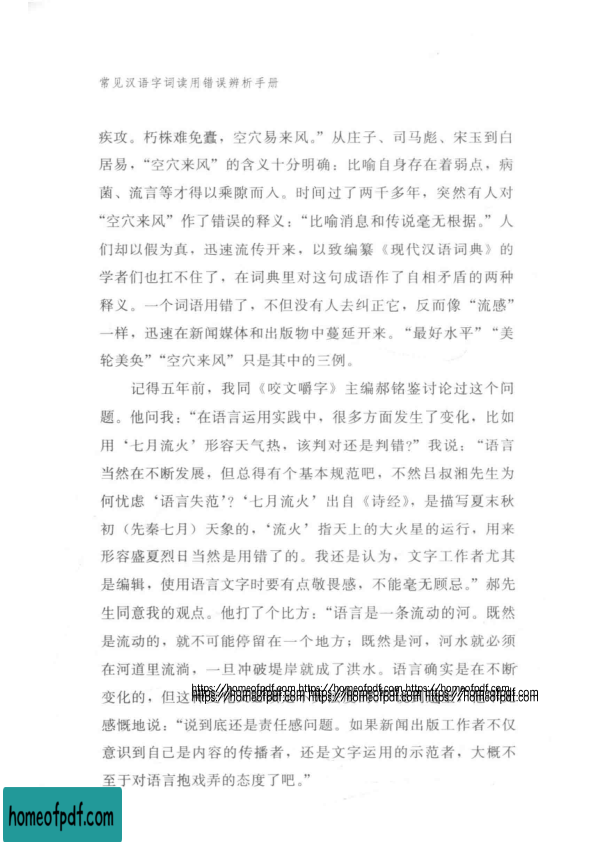 常见汉语字词读用错误辨析手册
疾攻。朽株难免蠹，空穴易来风。”从庄子、司马彪、宋玉到白
居易，“空穴来风”的含义十分明确：比喻自身存在着弱点，病
菌、流言等才得以乘隙而入。时间过了两千多年，突然有人对
“空穴来风”作了错误的释义：“比喻消息和传说毫无根据。”人
们却以假为真，迅速流传开来，以致编纂《现代汉语词典》的
学者们也扛不住了，在词典里对这句成语作了自相矛盾的两种
释义。一个词语用错了，不但没有人去纠正它，反而像“流感”
一样，迅速在新闻媒体和出版物中蔓延开来。“最好水平”“美
轮美奂”“空穴来风”只是其中的三例。
记得五年前，我同《咬文嚼字》主编郝铭鉴讨论过这个问
题。他问我：“在语言运用实践中，很多方面发生了变化，比如
用‘七月流火’形容天气热，该判对还是判错?”我说：“语言
当然在不断发展，但总得有个基本规范吧，不然吕叔湘先生为
何忧虑‘语言失范’?‘七月流火’出自《诗经》，是描写夏末秋
初（先秦七月）天象的，‘流火’指天上的大火星的运行，用来
形容盛夏烈日当然是用错了的。我还是认为，文字工作者尤其
是编辑，使用语言文字时要有点敬畏感，不能毫无顾忌。”郝先
生同意我的观点。他打了个比方：“语言是一条流动的河。既然
是流动的，就不可能停留在一个地方；既然是河，河水就必须
在河道里流淌，一旦冲破堤岸就成了洪水。语言确实是在不断
https://homeofpdf.com https://homeofpdf.com https://homeofpdf.com
变化的，但这
https://homeofpdf.com https://homeofpdf.com https://homeofpdf.com
感慨地说：“说到底还是责任感问题。如果新闻出版工作者不仅
意识到自己是内容的传播者，还是文字运用的示范者，大概不
至于对语言抱戏弄的态度了吧。”
homeofpdf.com